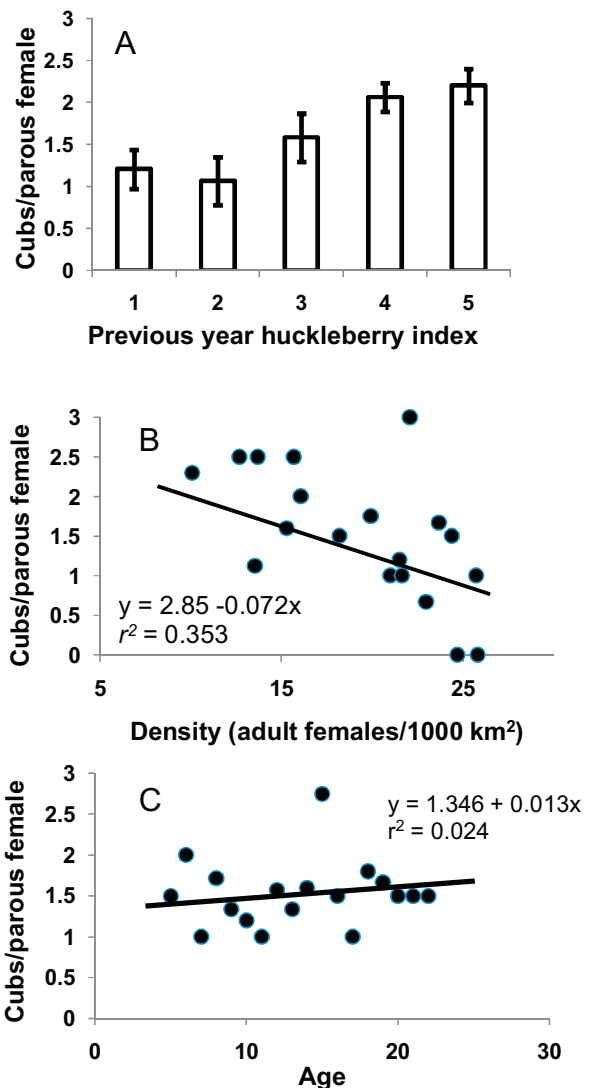 A
Cubs/parous female
3
2.5
2
1.5
1
0.5
0
1 2 3 4 5
Previous year huckleberry index
B
Cubs/parous female
3
2.5
2
1.5
1
0.5
0
y = 2.85 -0.072x
r² = 0.353
5 15 25
Density (adult females/1000 km²)
C
Cubs/parous female
3
2.5
2
1.5
1
0.5
0
y = 1.346 + 0.013x
r² = 0.024
0 10 20 30
Age